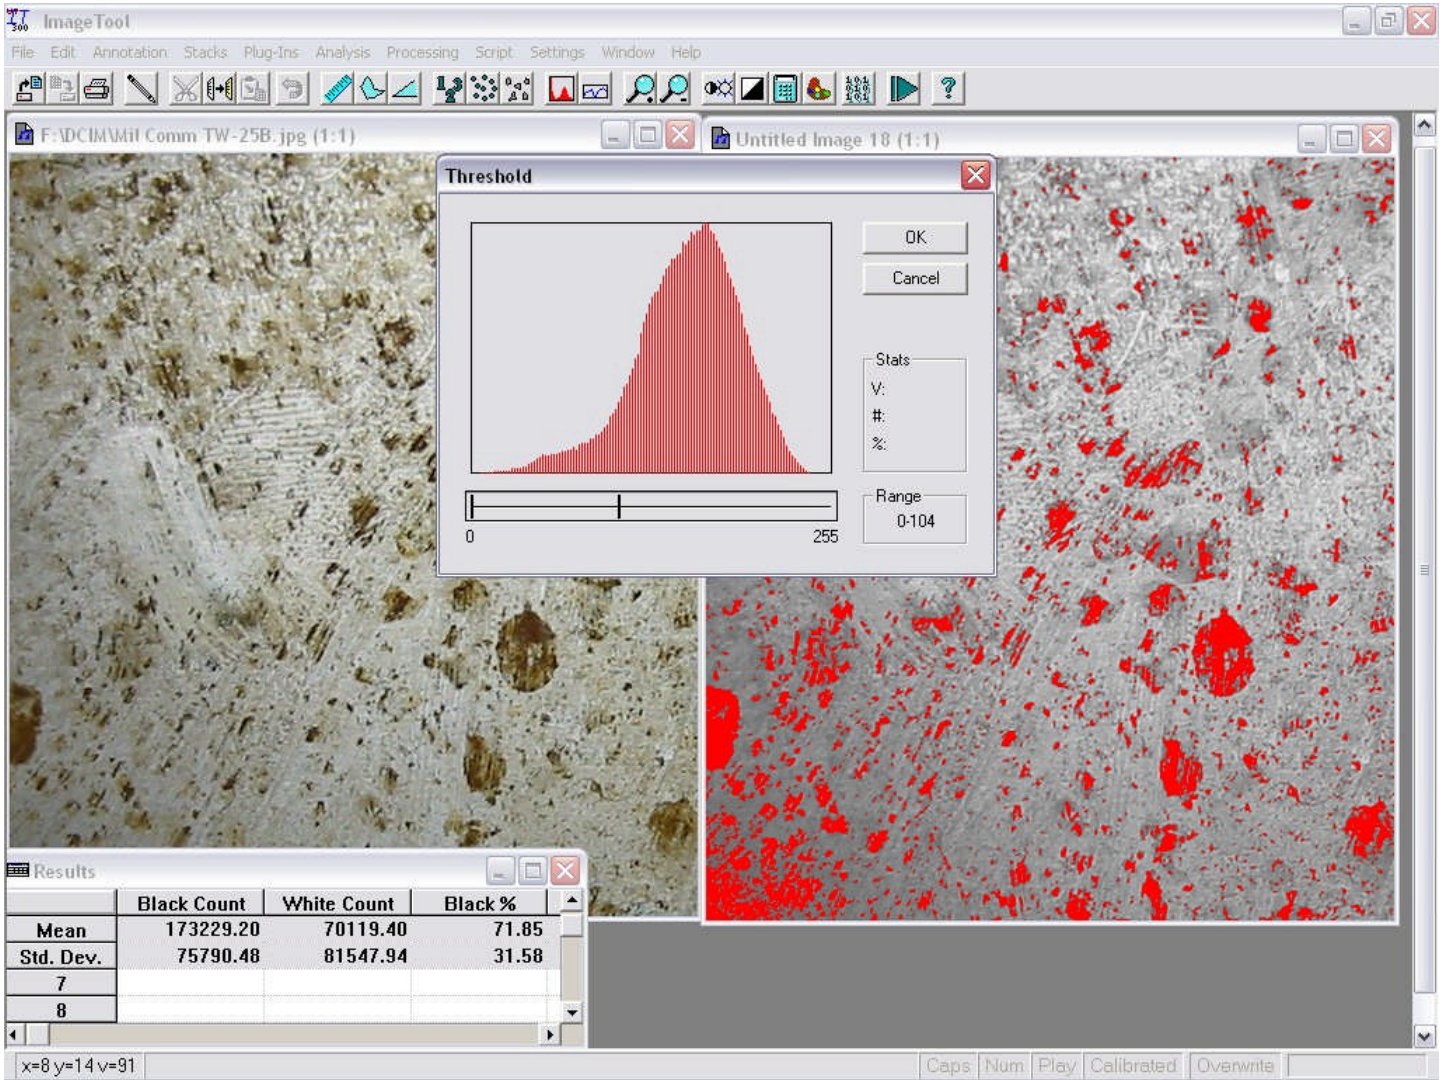 IT
300
ImageTool
File Edit Annotation Stacks Plug-Ins Analysis Processing Script Settings Window Help
F:\DCIM\Mil Comm TW-25B.jpg (1:1)
Untitled Image 18 (1:1)
Threshold
OK
Cancel
Stats
V:
#:
%:
Range
0-104
0
255
Results
Black Count White Count Black %
Mean 173229.20 70119.40 71.85
Std. Dev. 75790.48 81547.94 31.58
7
8
x=8 y=14 v=91
Caps Num Play Calibrated Overwrite